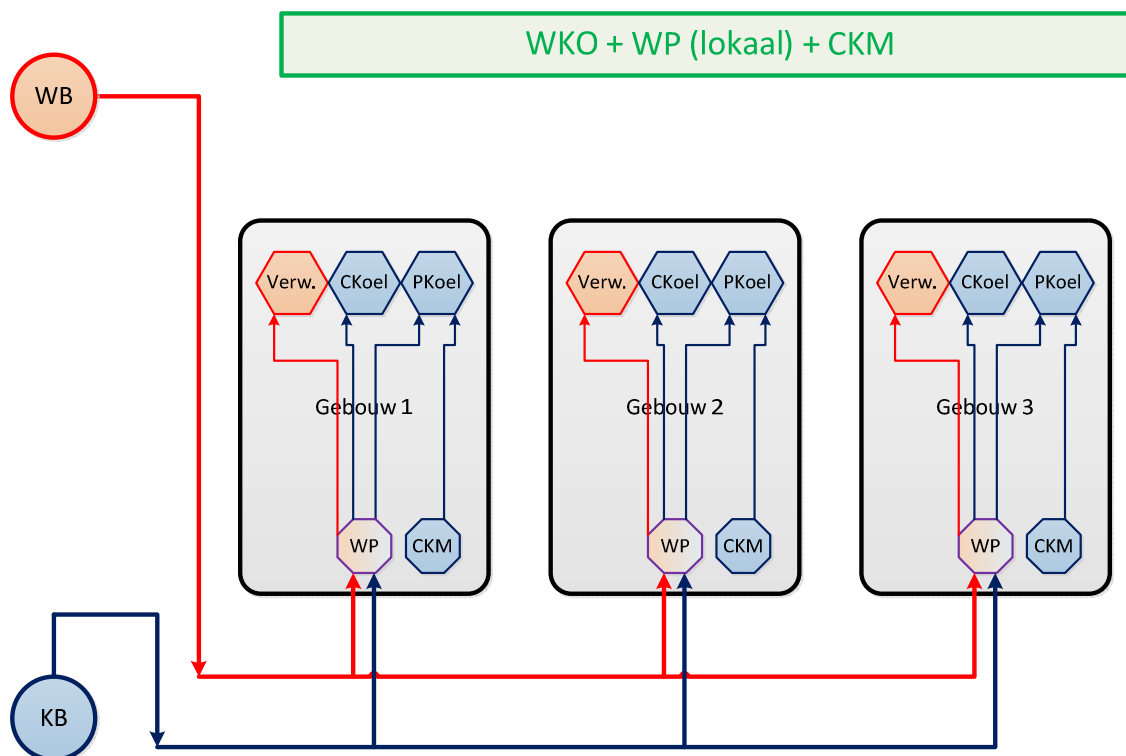 WKO + WP (lokaal) + CKM
WB
Verw. CKoel PKoel
Gebouw 1
WP CKM
Verw. CKoel PKoel
Gebouw 2
WP CKM
Verw. CKoel PKoel
Gebouw 3
WP CKM
KB